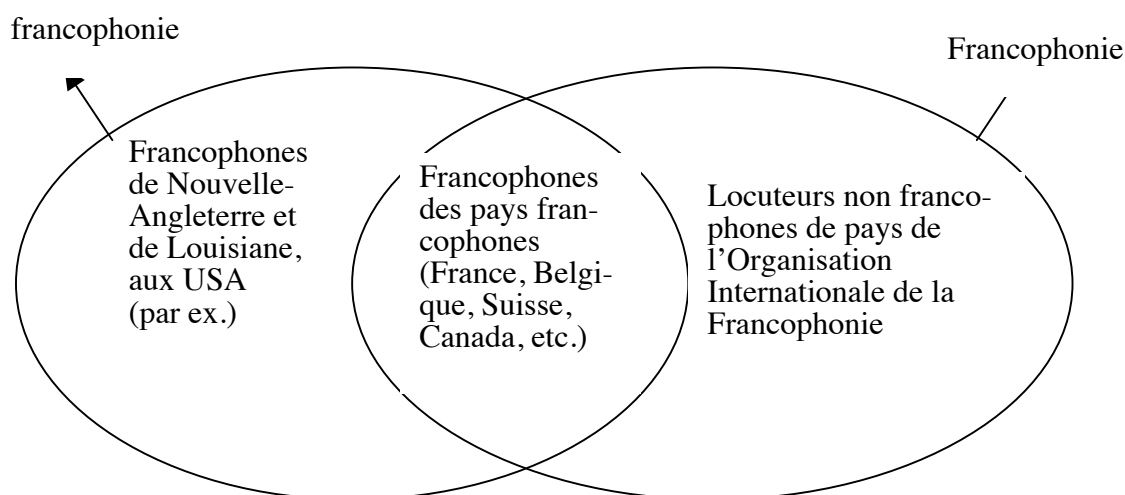 francophonie
Francophonie
Francophones
de Nouvelle-
Angleterre et
de Louisiane,
aux USA
(par ex.)
Francophones
des pays fran-
cophones
(France, Belgi-
que, Suisse,
Canada, etc.)
Locuteurs non franco-
phones de pays de
l’Organisation
Internationale de la
Francophonie